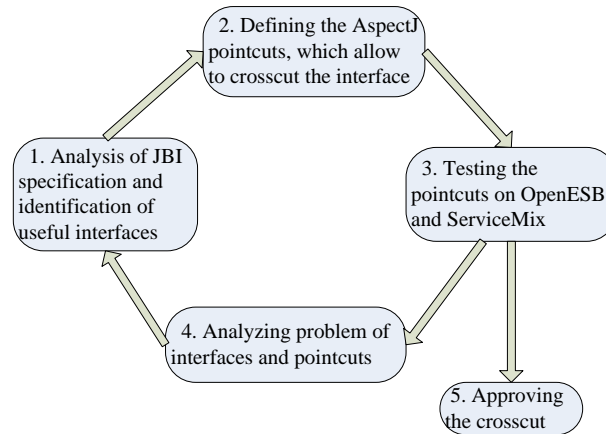 2. Defining the AspectJ
pointcuts, which allow
to crosscut the interface
1. Analysis of JBI
specification and
identification of
useful interfaces
3. Testing the
pointcuts on OpenESB
and ServiceMix
4. Analyzing problem of
interfaces and pointcuts
5. Approving
the crosscut